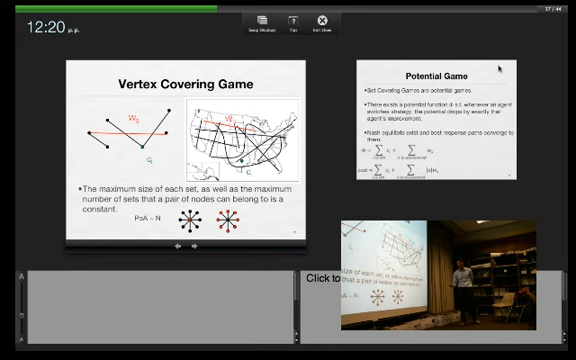 17 / 44
12:20 p.м.
Swap Displays
Tips
Exit Show
Vertex Covering Game
The maximum size of each set, as well as the maximum
number of sets that a pair of nodes can belong to is a
constant.
PoA ~ N
Potential Game
Set Covering Games are potential games.
There exists a potential function Φ s.t. whenever an agent
switches strategy, the potential drops by exactly that
agent's improvement.
Nash equilibria exist and best response paths converge to
them.
A
A
Click to